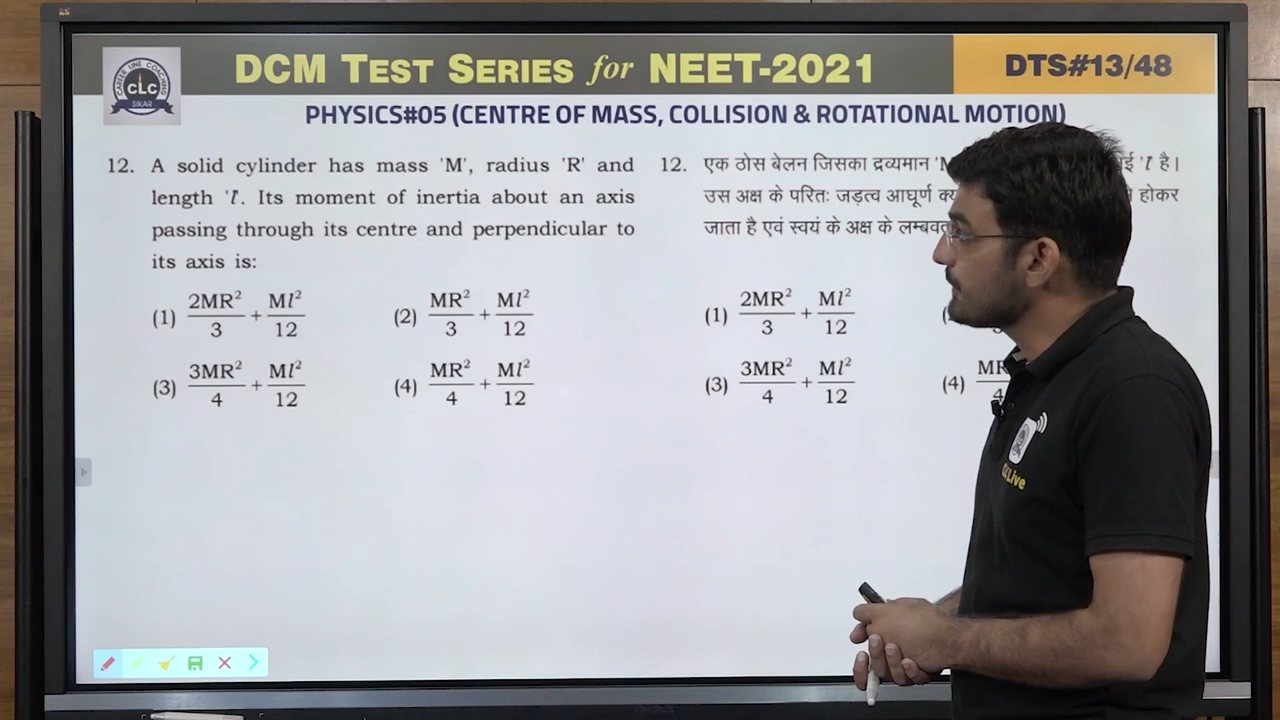 DCM TEST SERIES for NEET-2021
DTS#13/48
CAREER LINE COACHING
CLC
SIKAR
PHYSICS#05 (CENTRE OF MASS, COLLISION & ROTATIONAL MOTION)
12. A solid cylinder has mass 'M', radius 'R' and
length 'l'. Its moment of inertia about an axis
passing through its centre and perpendicular to
its axis is:
(1) 2MR²/3 + Ml²/12 (2) MR²/3 + Ml²/12
(3) 3MR²/4 + Ml²/12 (4) MR²/4 + Ml²/12
12. एक ठोस बेलन जिसका द्रव्यमान 'M 'l' है।
उस अक्ष के परितः जड़त्व आघूर्ण होकर
जाता है एवं स्वयं के अक्ष के
(1) 2MR²/3 + Ml²/12
(3) 3MR²/4 + Ml²/12 (4) MR
Live